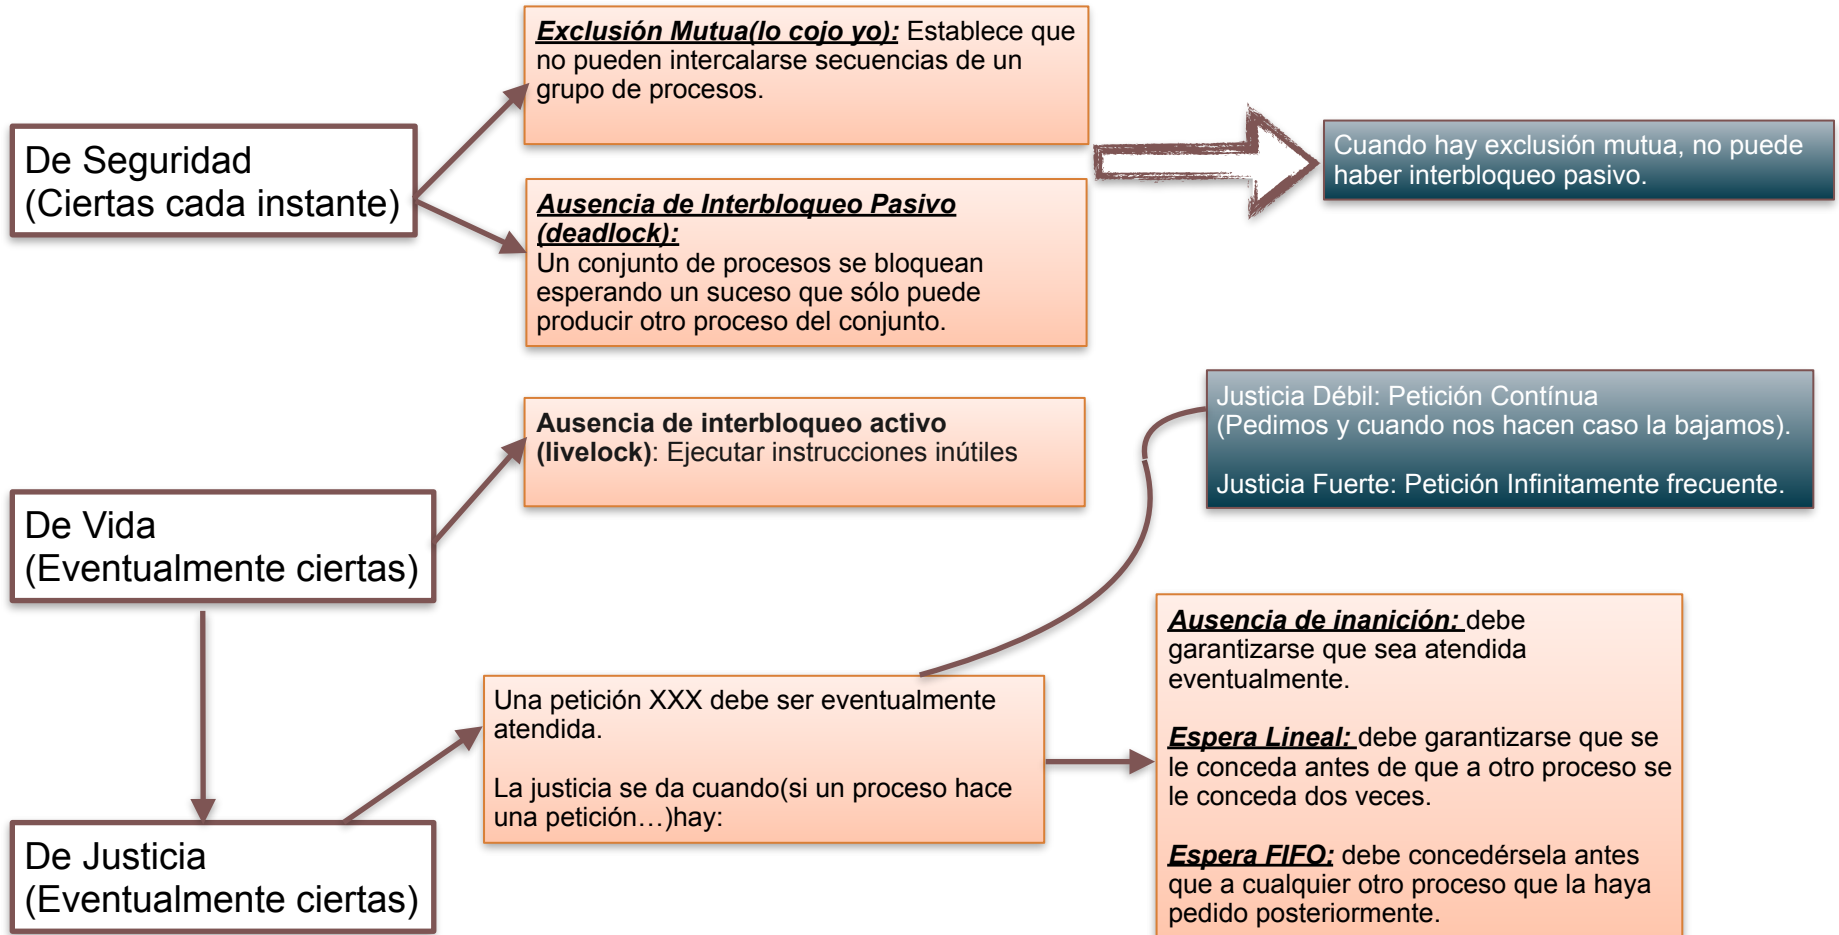 Exclusión Mutua(lo cojo yo): Establece que
no pueden intercalarse secuencias de un
grupo de procesos.
De Seguridad
(Ciertas cada instante)
Cuando hay exclusión mutua, no puede
haber interbloqueo pasivo.
Ausencia de Interbloqueo Pasivo
(deadlock):
Un conjunto de procesos se bloquean
esperando un suceso que sólo puede
producir otro proceso del conjunto.
Justicia Débil: Petición Contínua
(Pedimos y cuando nos hacen caso la bajamos).
Justicia Fuerte: Petición Infinitamente frecuente.
Ausencia de interbloqueo activo
(livelock): Ejecutar instrucciones inútiles
De Vida
(Eventualmente ciertas)
Una petición XXX debe ser eventualmente
atendida.
La justicia se da cuando(si un proceso hace
una petición…)hay:
Ausencia de inanición: debe
garantizarse que sea atendida
eventualmente.
Espera Lineal: debe garantizarse que se
le conceda antes de que a otro proceso se
le conceda dos veces.
Espera FIFO: debe concedérsela antes
que a cualquier otro proceso que la haya
pedido posteriormente.
De Justicia
(Eventualmente ciertas)